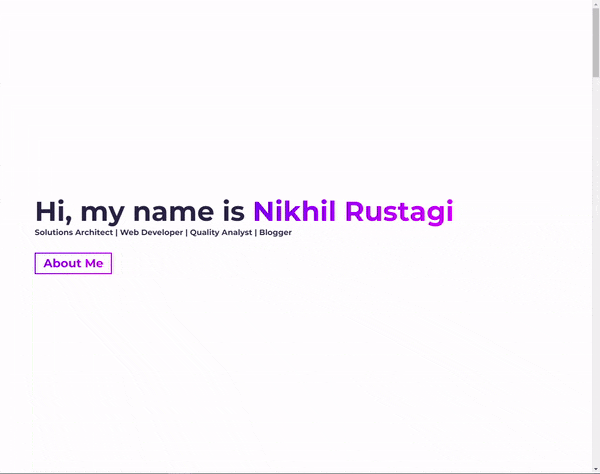 Hi, my name is Nikhil Rustagi
Solutions Architect | Web Developer | Quality Analyst | Blogger
About Me